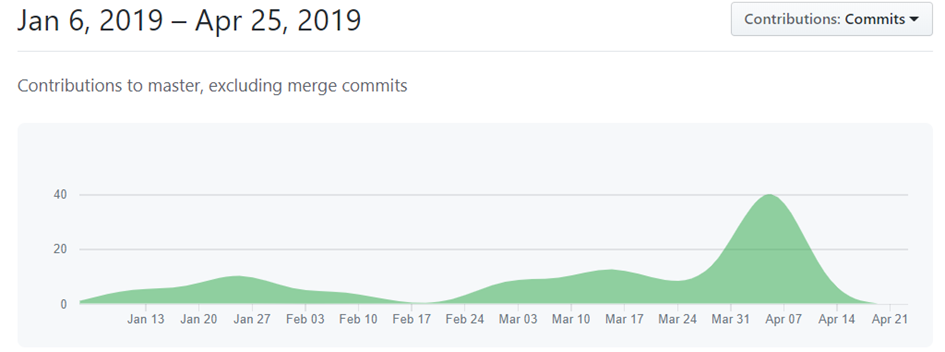 Jan 6, 2019 – Apr 25, 2019
Contributions: Commits
Contributions to master, excluding merge commits
40
20
0
Jan 13 Jan 20 Jan 27 Feb 03 Feb 10 Feb 17 Feb 24 Mar 03 Mar 10 Mar 17 Mar 24 Mar 31 Apr 07 Apr 14 Apr 21